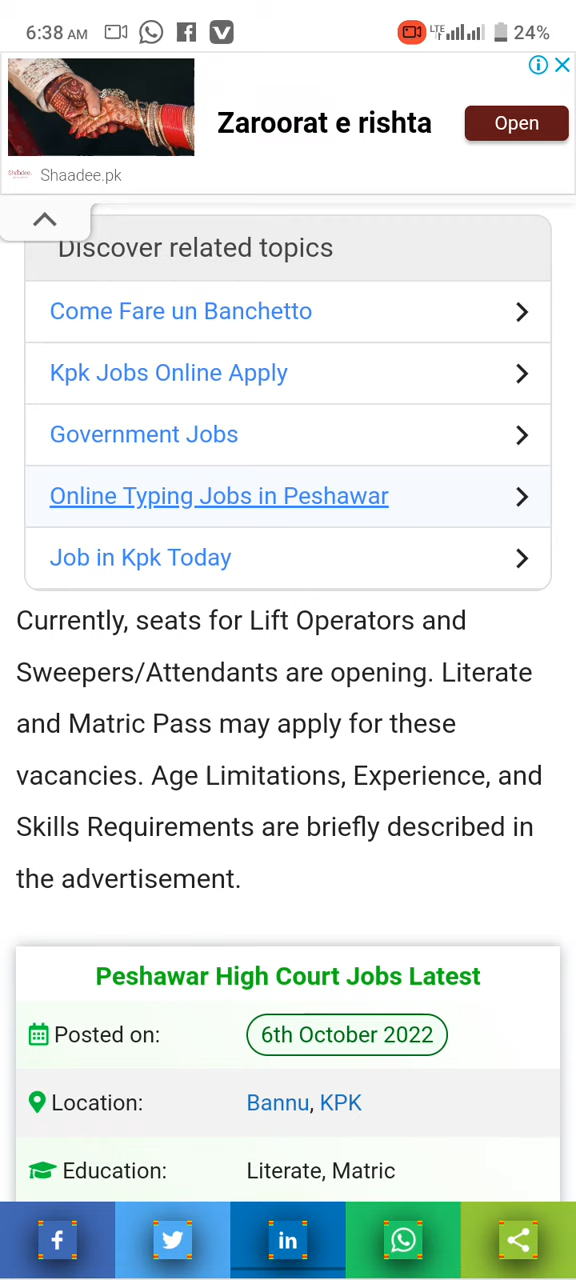 6:38 AM
LTE
24%
Zaroorat e rishta
Open
Shaadee.pk
Discover related topics
Come Fare un Banchetto
Kpk Jobs Online Apply
Government Jobs
Online Typing Jobs in Peshawar
Job in Kpk Today
Currently, seats for Lift Operators and
Sweepers/Attendants are opening. Literate
and Matric Pass may apply for these
vacancies. Age Limitations, Experience, and
Skills Requirements are briefly described in
the advertisement.
Peshawar High Court Jobs Latest
Posted on: 6th October 2022
Location: Bannu, KPK
Education: Literate, Matric